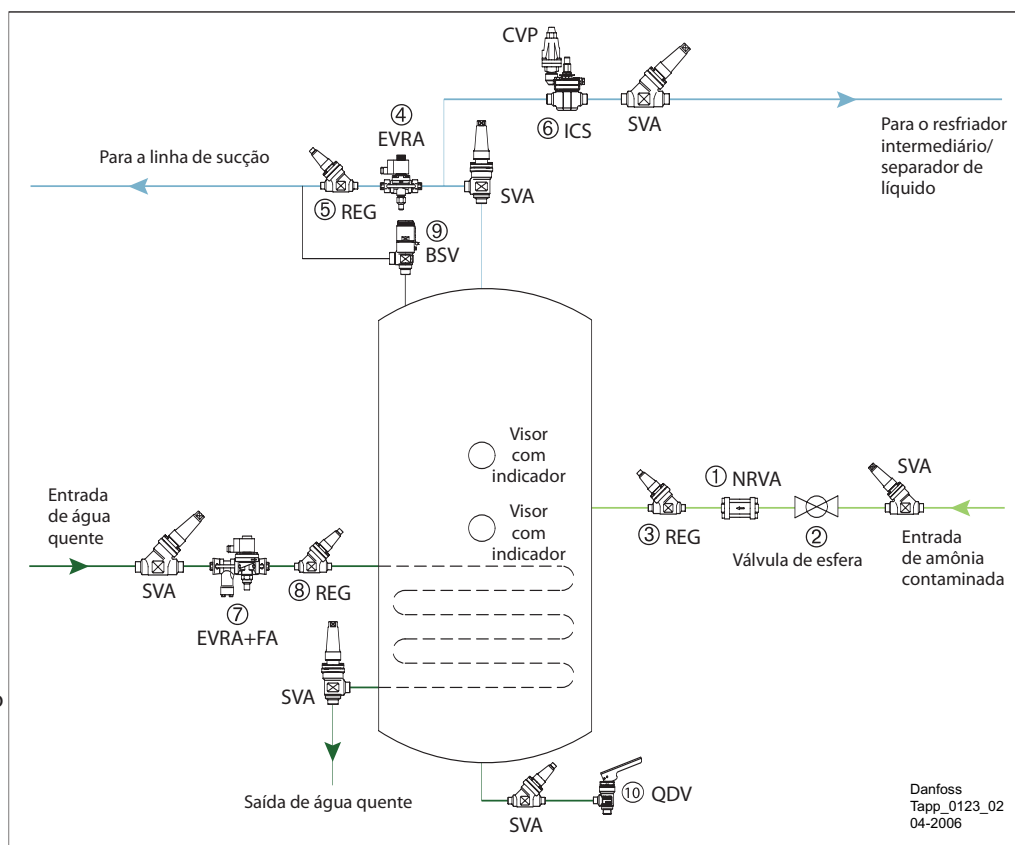 CVP
⑥ ICS
SVA
Para o resfriador
intermediário/
separador de
líquido
④
EVRA
Para a linha de sucção
⑤ REG
SVA
⑨
BSV
Visor
com
indicador
Visor
com
indicador
① NRVA
SVA
③ REG
②
Válvula de esfera
Entrada
de amônia
contaminada
Entrada
de água
quente
SVA
⑦
EVRA+FA
⑧ REG
SVA
Saída de água quente
SVA
⑩ QDV
Danfoss
Tapp_0123_02
04-2006